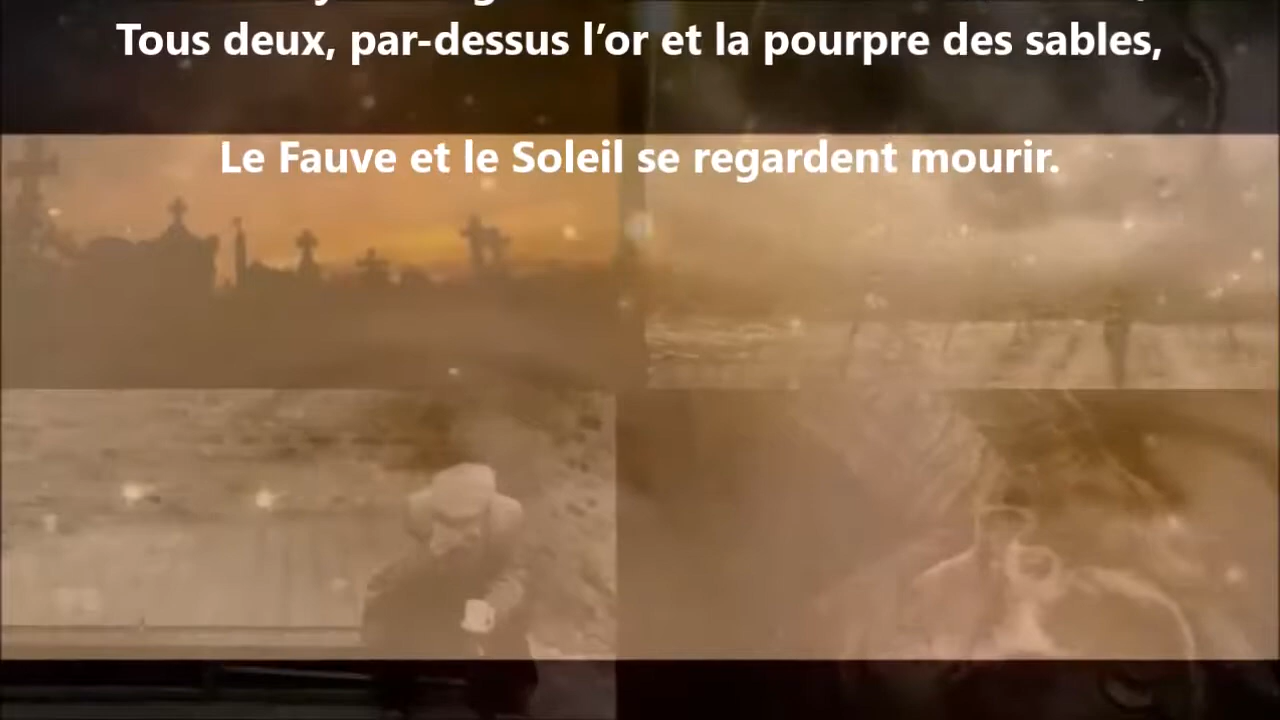 Tous deux, par-dessus l’or et la pourpre des sables,
Le Fauve et le Soleil se regardent mourir.